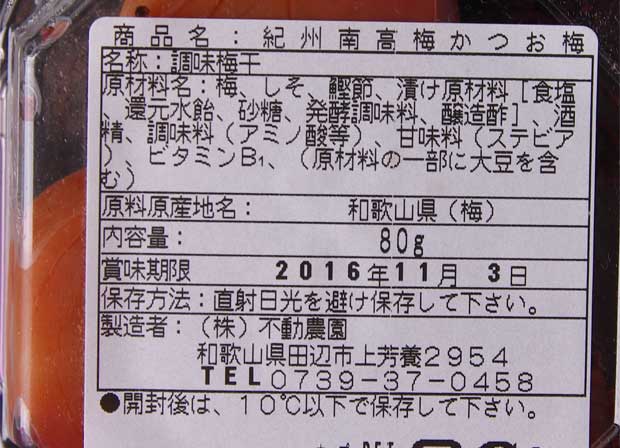 商品名：紀州南高梅かつお梅
名称：調味梅干
原材料名：梅、しそ、鰹節、漬け原材料［食塩
、還元水飴、砂糖、発酵調味料、醸造酢］、酒
精、調味料（アミノ酸等）、甘味料（ステビア
）、ビタミンB₁、（原材料の一部に大豆を含
む）
原料原産地名： 和歌山県（梅）
内容量： 80g
賞味期限 2016年11月 3日
保存方法：直射日光を避け保存して下さい。
製造者：（株）不動農園
和歌山県田辺市上芳養2954
TEL0739-37-0458
●開封後は、10℃以下で保存して下さい。